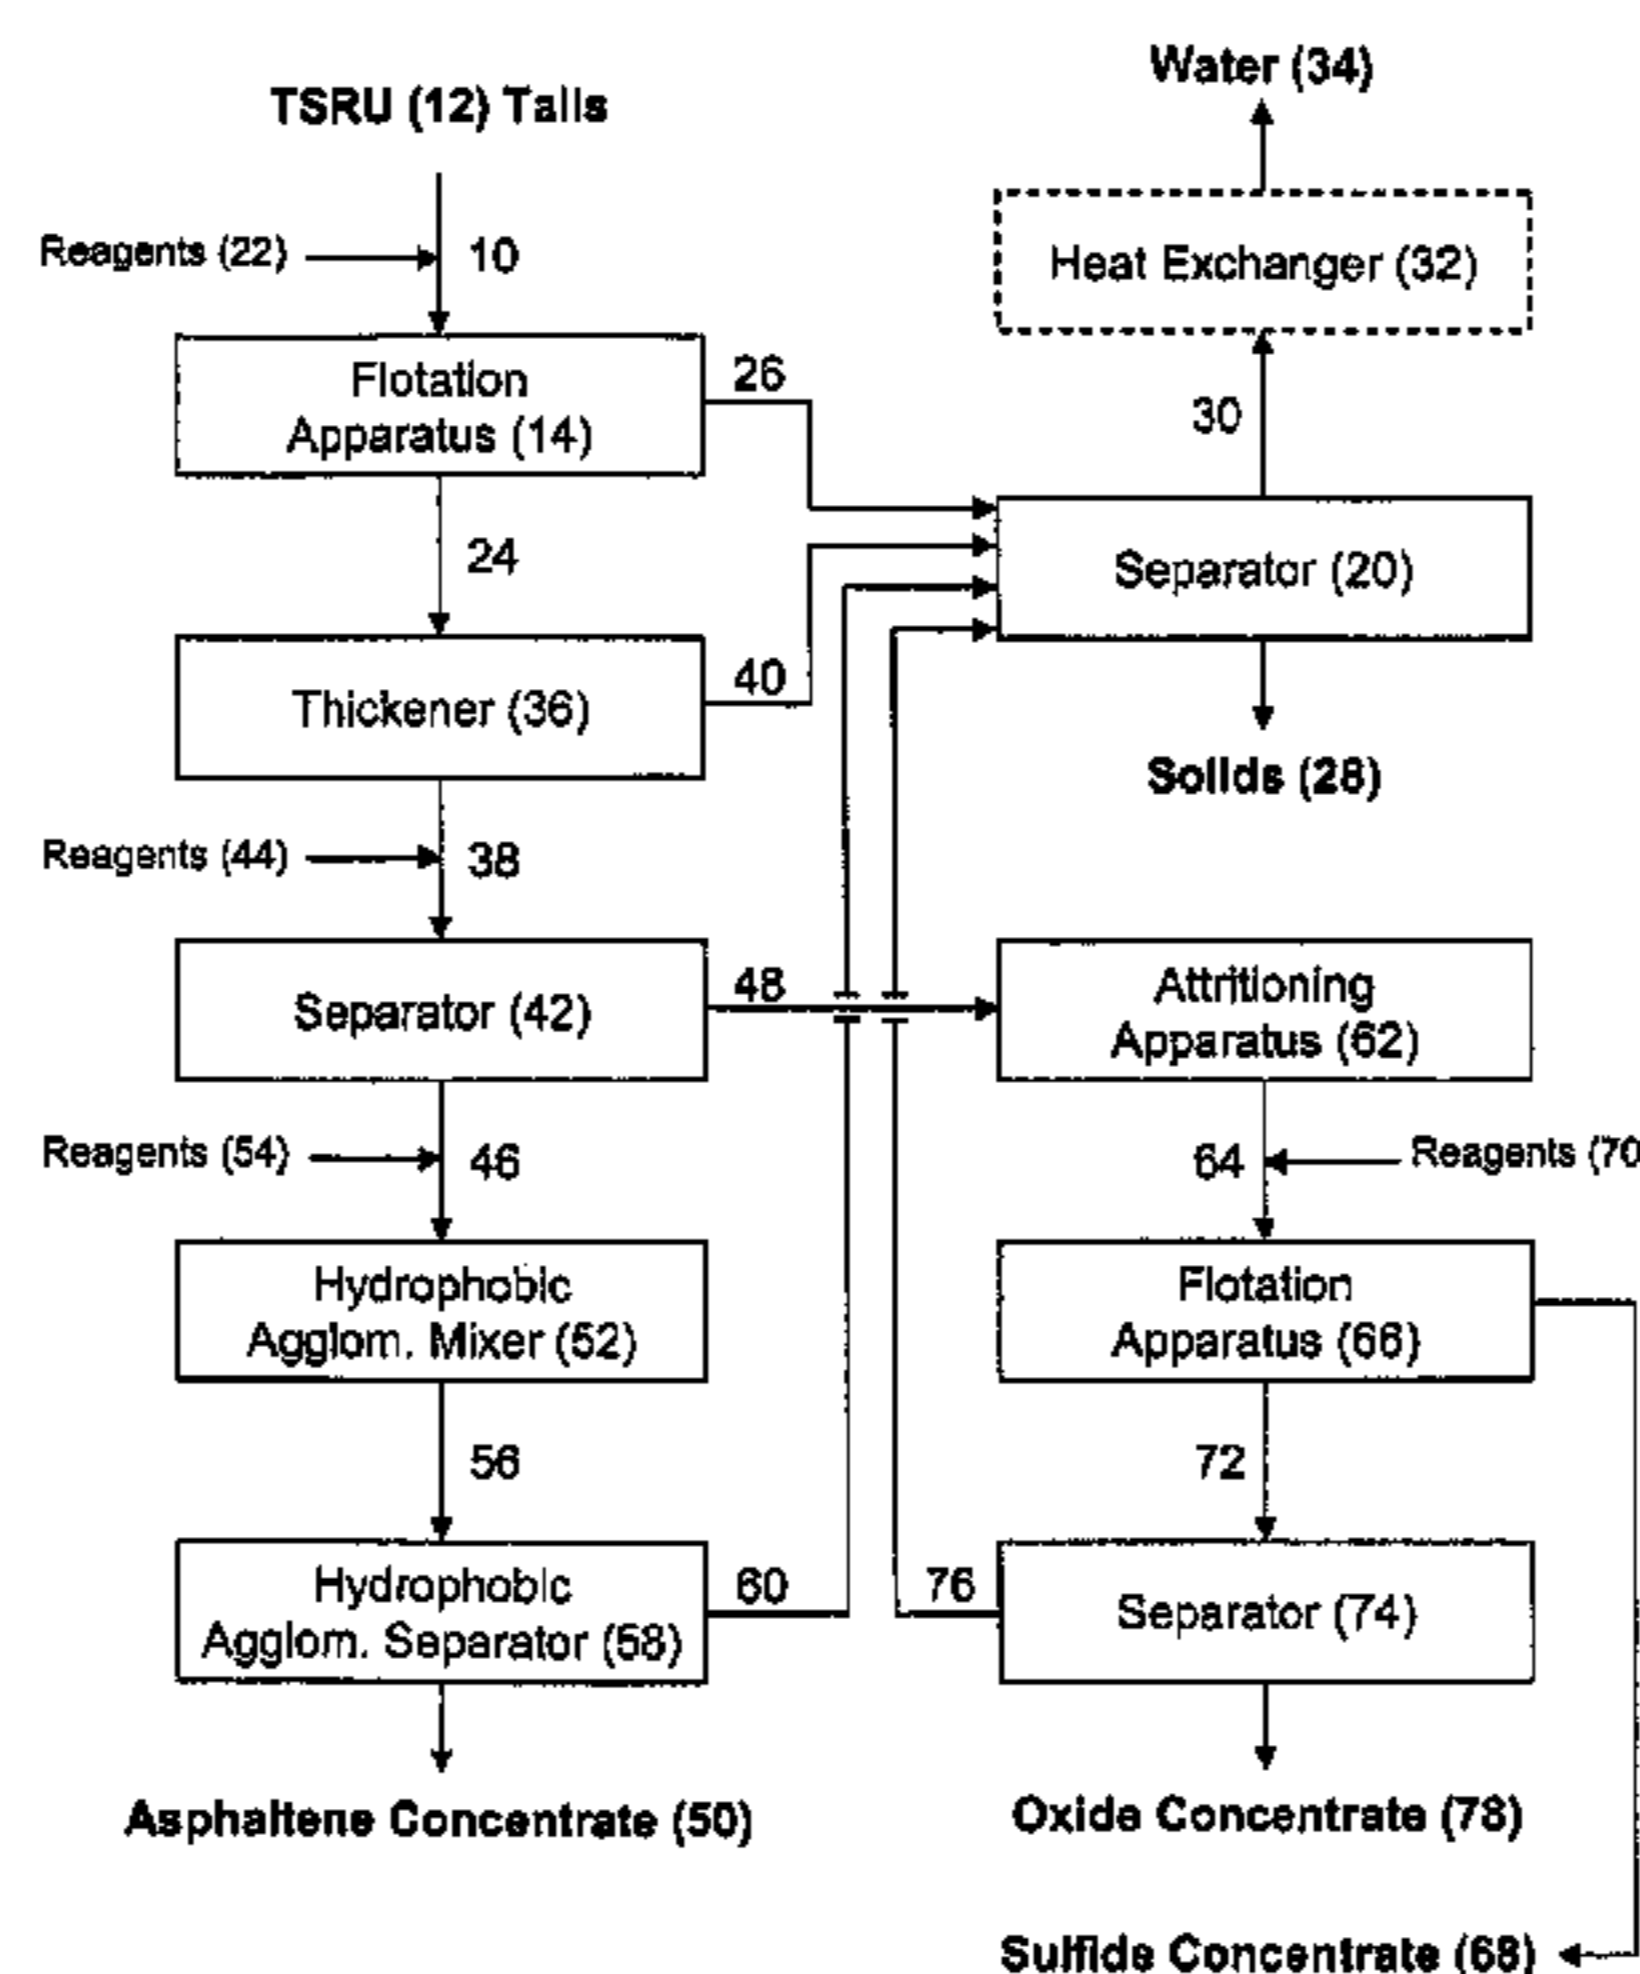 TSRU (12) Tails
Reagents (22)
10
Flotation
Apparatus (14)
26
24
Thickener (36)
40
Reagents (44)
38
Separator (42)
48
Reagents (54)
46
Hydrophobic
Agglom. Mixer (52)
56
Hydrophobic
Agglom. Separator (58)
60
Asphaltene Concentrate (50)
Water (34)
Heat Exchanger (32)
30
Separator (20)
Solids (28)
Attritioning
Apparatus (62)
64
Reagents (70
Flotation
Apparatus (66)
72
76
Separator (74)
Oxide Concentrate (78)
Sulfide Concentrate (68)